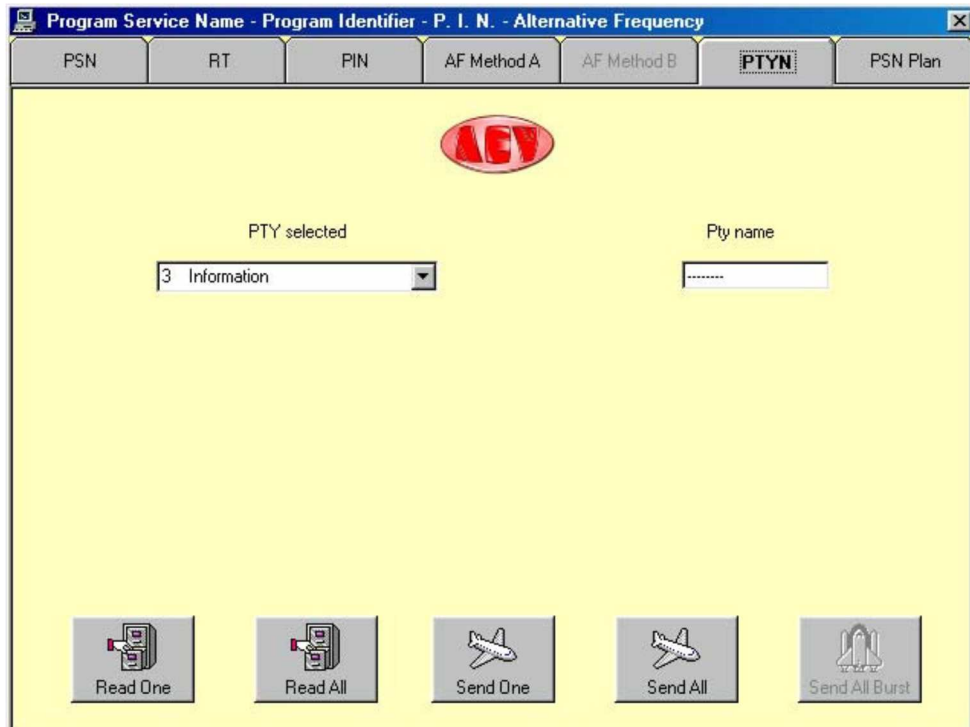 Program Service Name - Program Identifier - P. I. N. - Alternative Frequency
PSN RT PIN AF Method A AF Method B PTYN PSN Plan
AEV
PTY selected Pty name
3 Information --------
Read One Read All Send One Send All Send All Burst